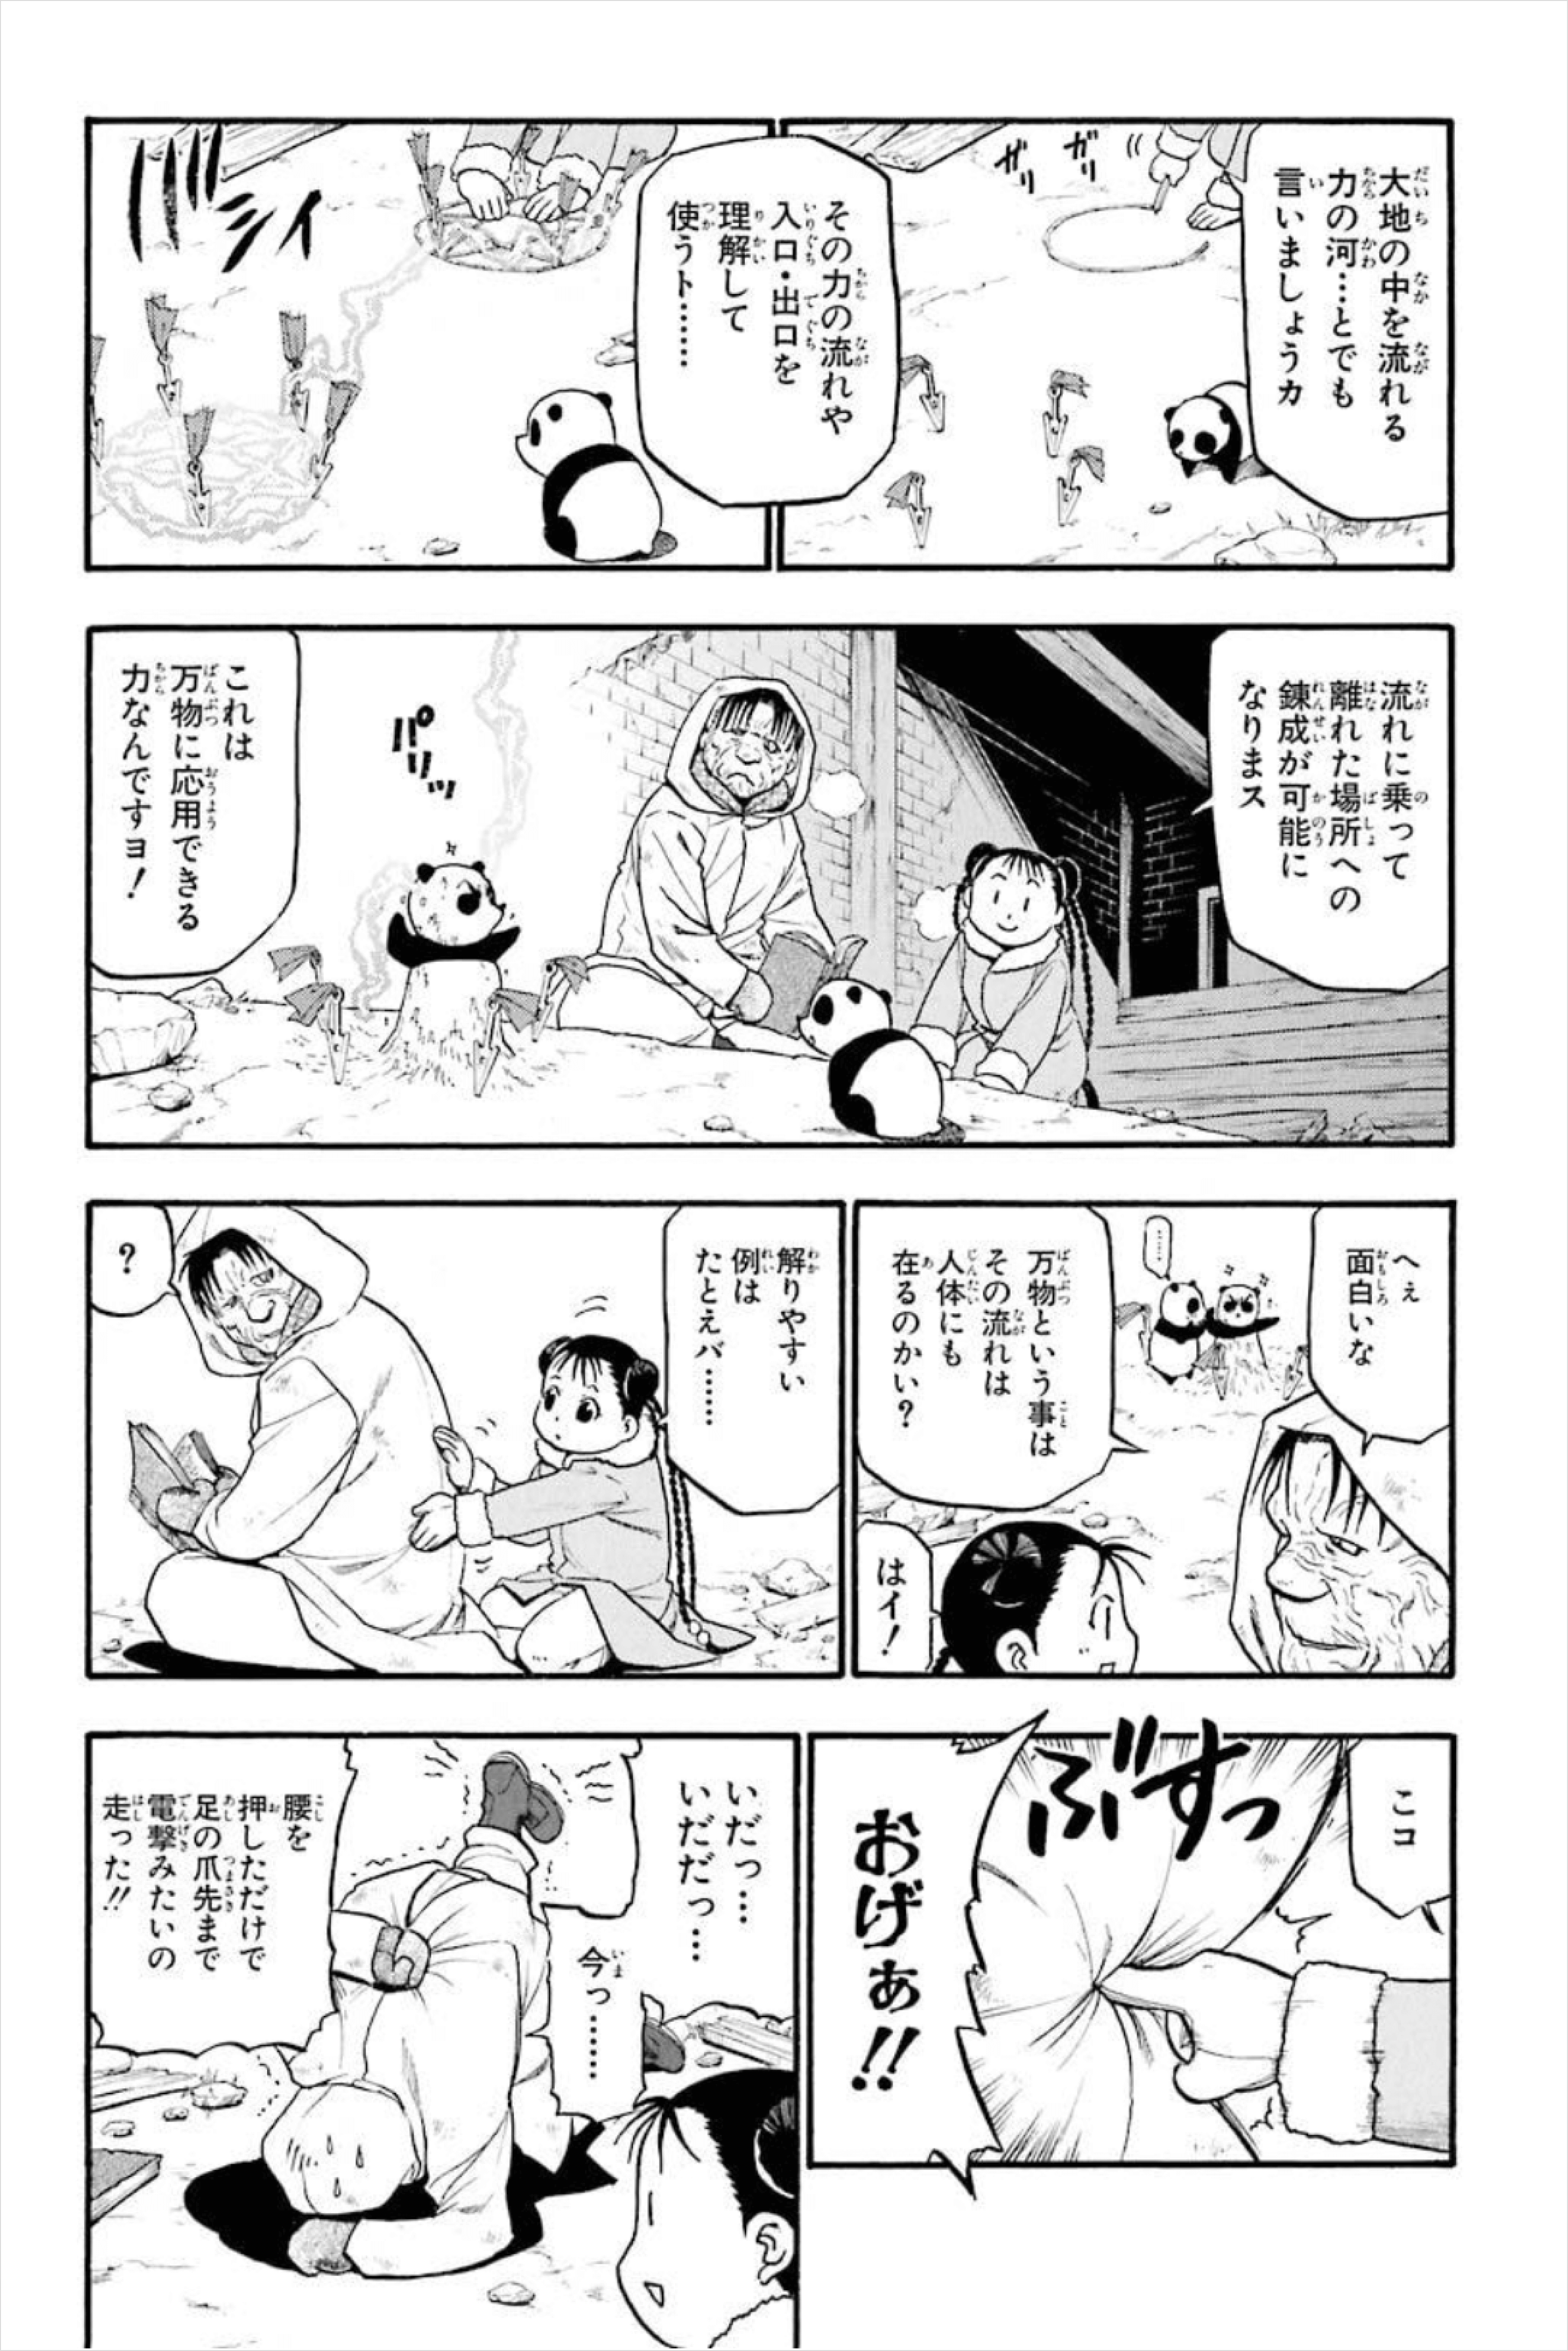 大地の中を流れる
力の河…とでも
言いましょうカ
ガリ
ガリ
その力の流れや
入口・出口を
理解して
使うト……
バシィ
流れに乗って
離れた場所への
錬成が可能に
なりまス
パリッ
これは
万物に応用できる
力なんですヨ！
へぇ
面白いな
……
万物という事は
その流れは
人体にも
在るのかい？
はイ！
解りやすい
例は
たとえバ……
？
ここ
ぶすっ
おげぁ！！
いだっ…
いだだっ…
今っ……
腰を
押しただけで
足の爪先まで
電撃みたいの
走った！！